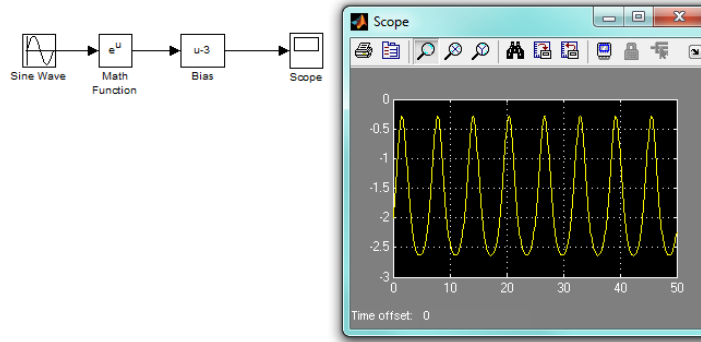 Scope
e^u
u-3
Sine Wave
Math
Function
Bias
Scope
0
-0.5
-1
-1.5
-2
-2.5
-3
0
10
20
30
40
50
Time offset: 0